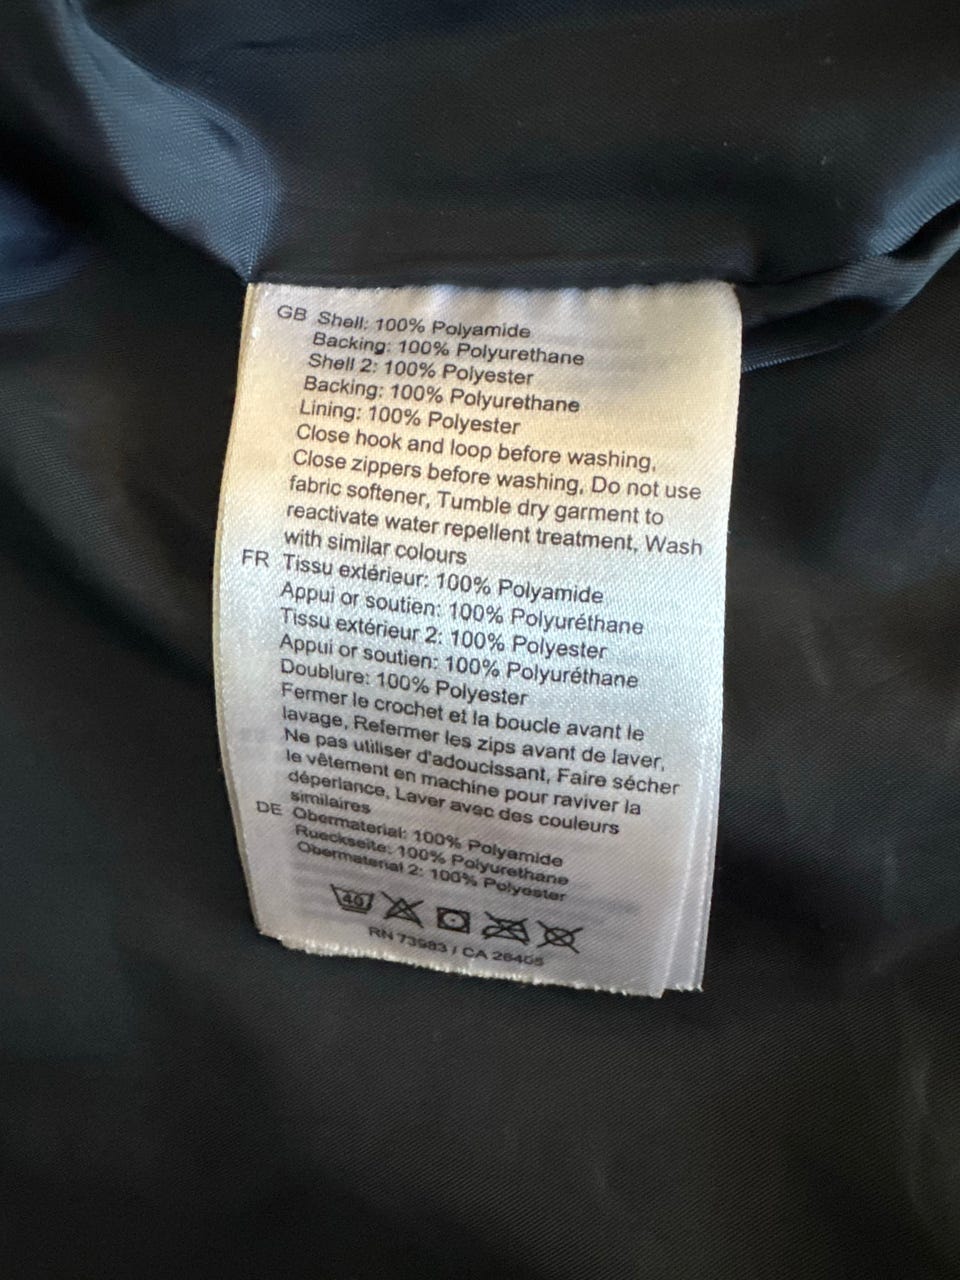 GB Shell: 100% Polyamide
Backing: 100% Polyurethane
Shell 2: 100% Polyester
Backing: 100% Polyurethane
Lining: 100% Polyester
Close hook and loop before washing,
Close zippers before washing, Do not use
fabric softener, Tumble dry garment to
reactivate water repellent treatment, Wash
with similar colours
FR Tissu extérieur: 100% Polyamide
Appui or soutien: 100% Polyuréthane
Tissu extérieur 2: 100% Polyester
Appui or soutien: 100% Polyuréthane
Doublure: 100% Polyester
Fermer le crochet et la boucle avant le
lavage, Refermer les zips avant de laver,
Ne pas utiliser d'adoucissant, Faire sécher
le vêtement en machine pour raviver la
déperlance, Laver avec des couleurs
similaires
DE Obermaterial: 100% Polyamide
Rueckseite: 100% Polyurethane
Obermaterial 2: 100% Polyester
40
RN 73983 / CA 26405